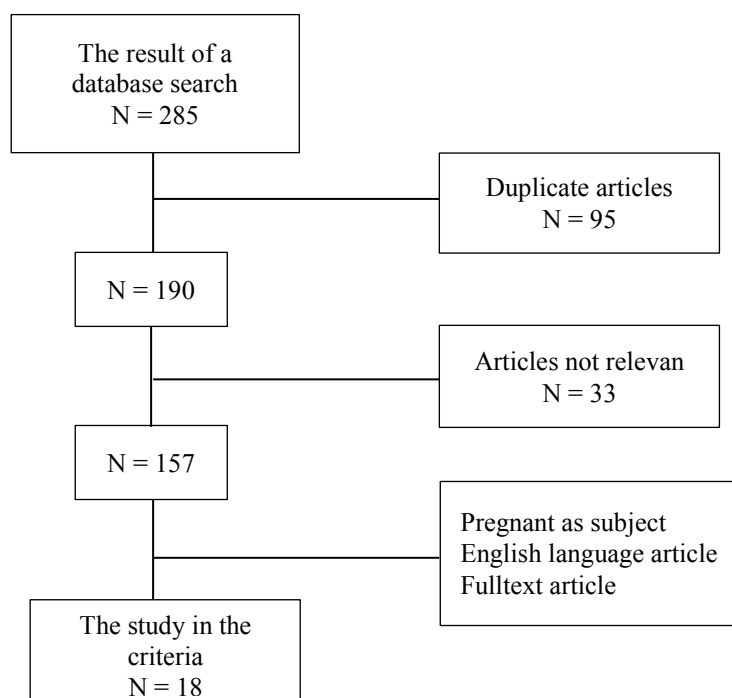 The result of a
database search
N = 285
Duplicate articles
N = 95
N = 190
Articles not relevan
N = 33
N = 157
Pregnant as subject
English language article
Fulltext article
The study in the
criteria
N = 18